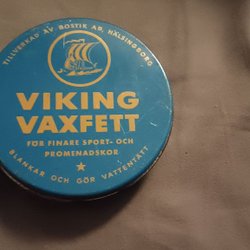 TILLVERKAD AV BOSTIK AB, HÄLSINGBORG
VIKING
VAXFETT
FÖR FINARE SPORT- OCH
PROMENADSKOR
BLANKAR OCH GÖR VATTENTÄTT